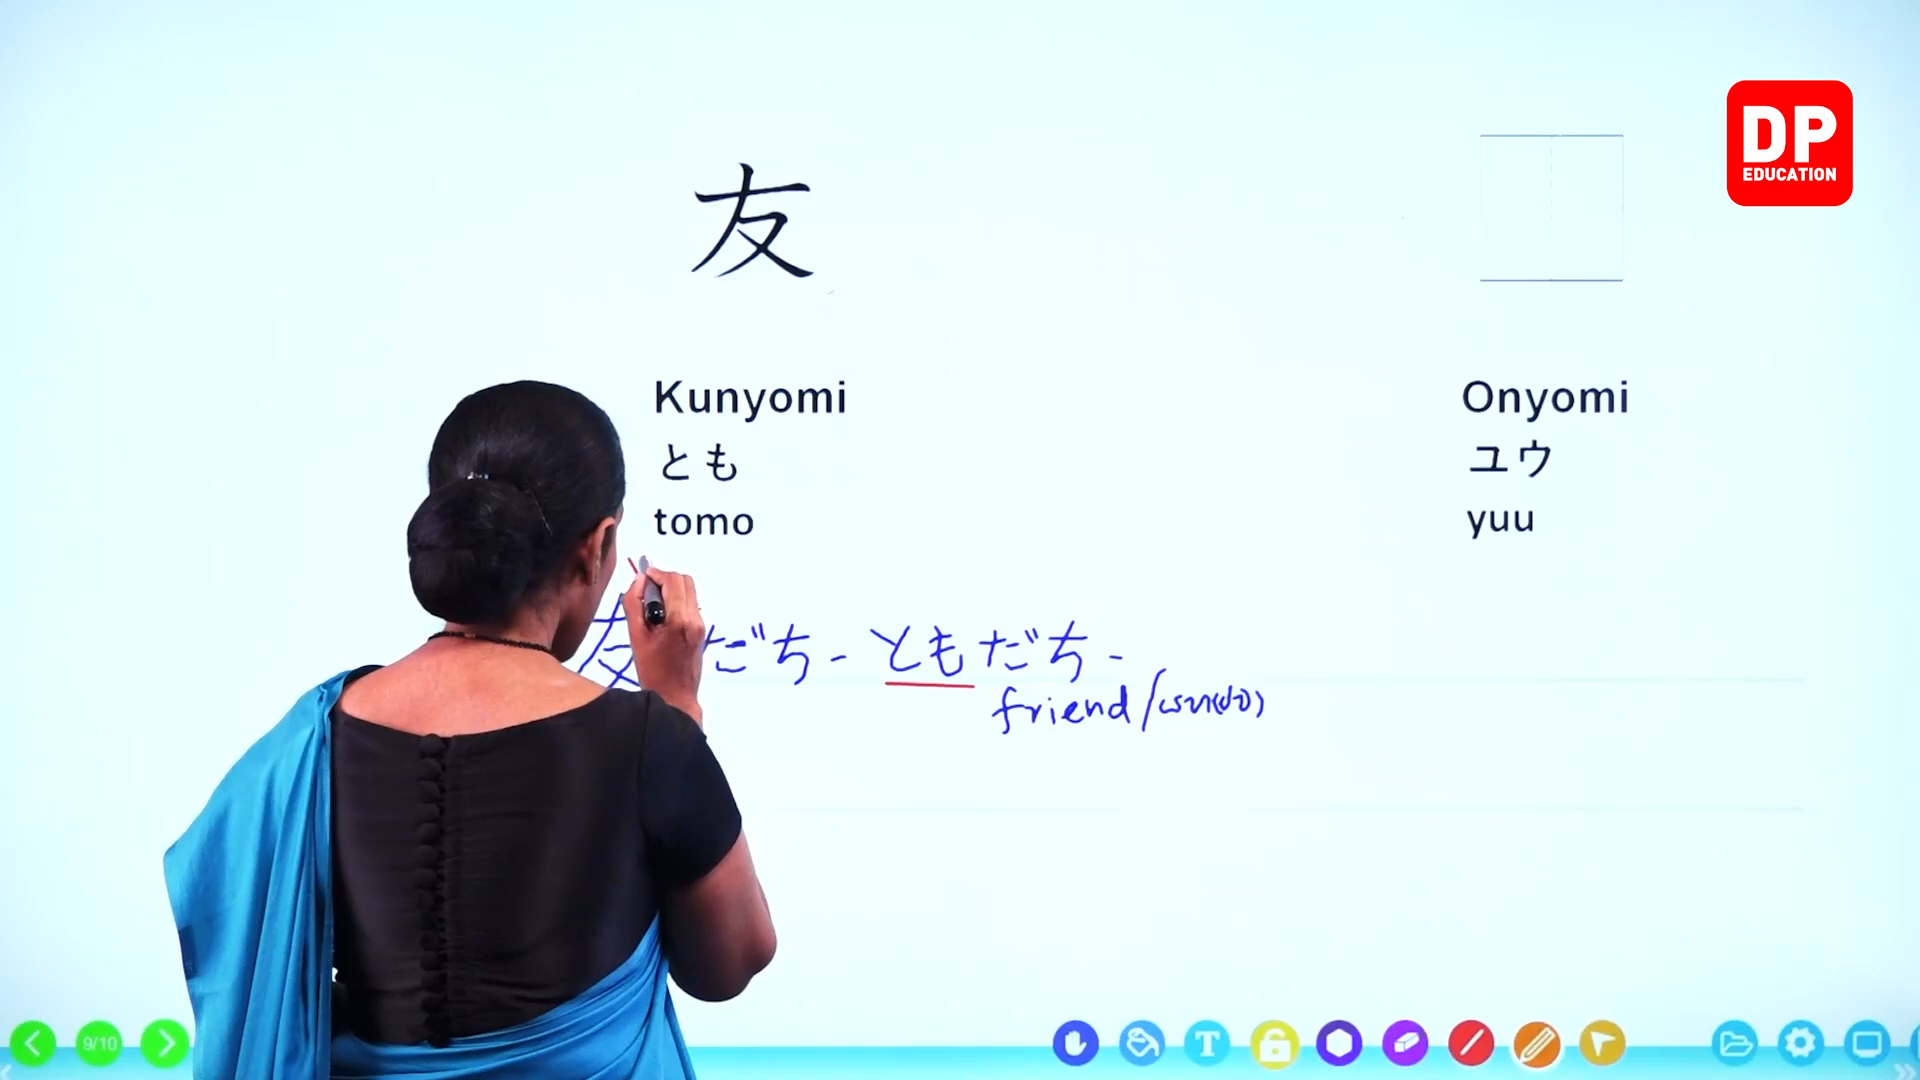 DP
EDUCATION
友
Kunyomi
とも
tomo
Onyomi
ユウ
yuu
友だち - ともだち -
friend /
9/10
T